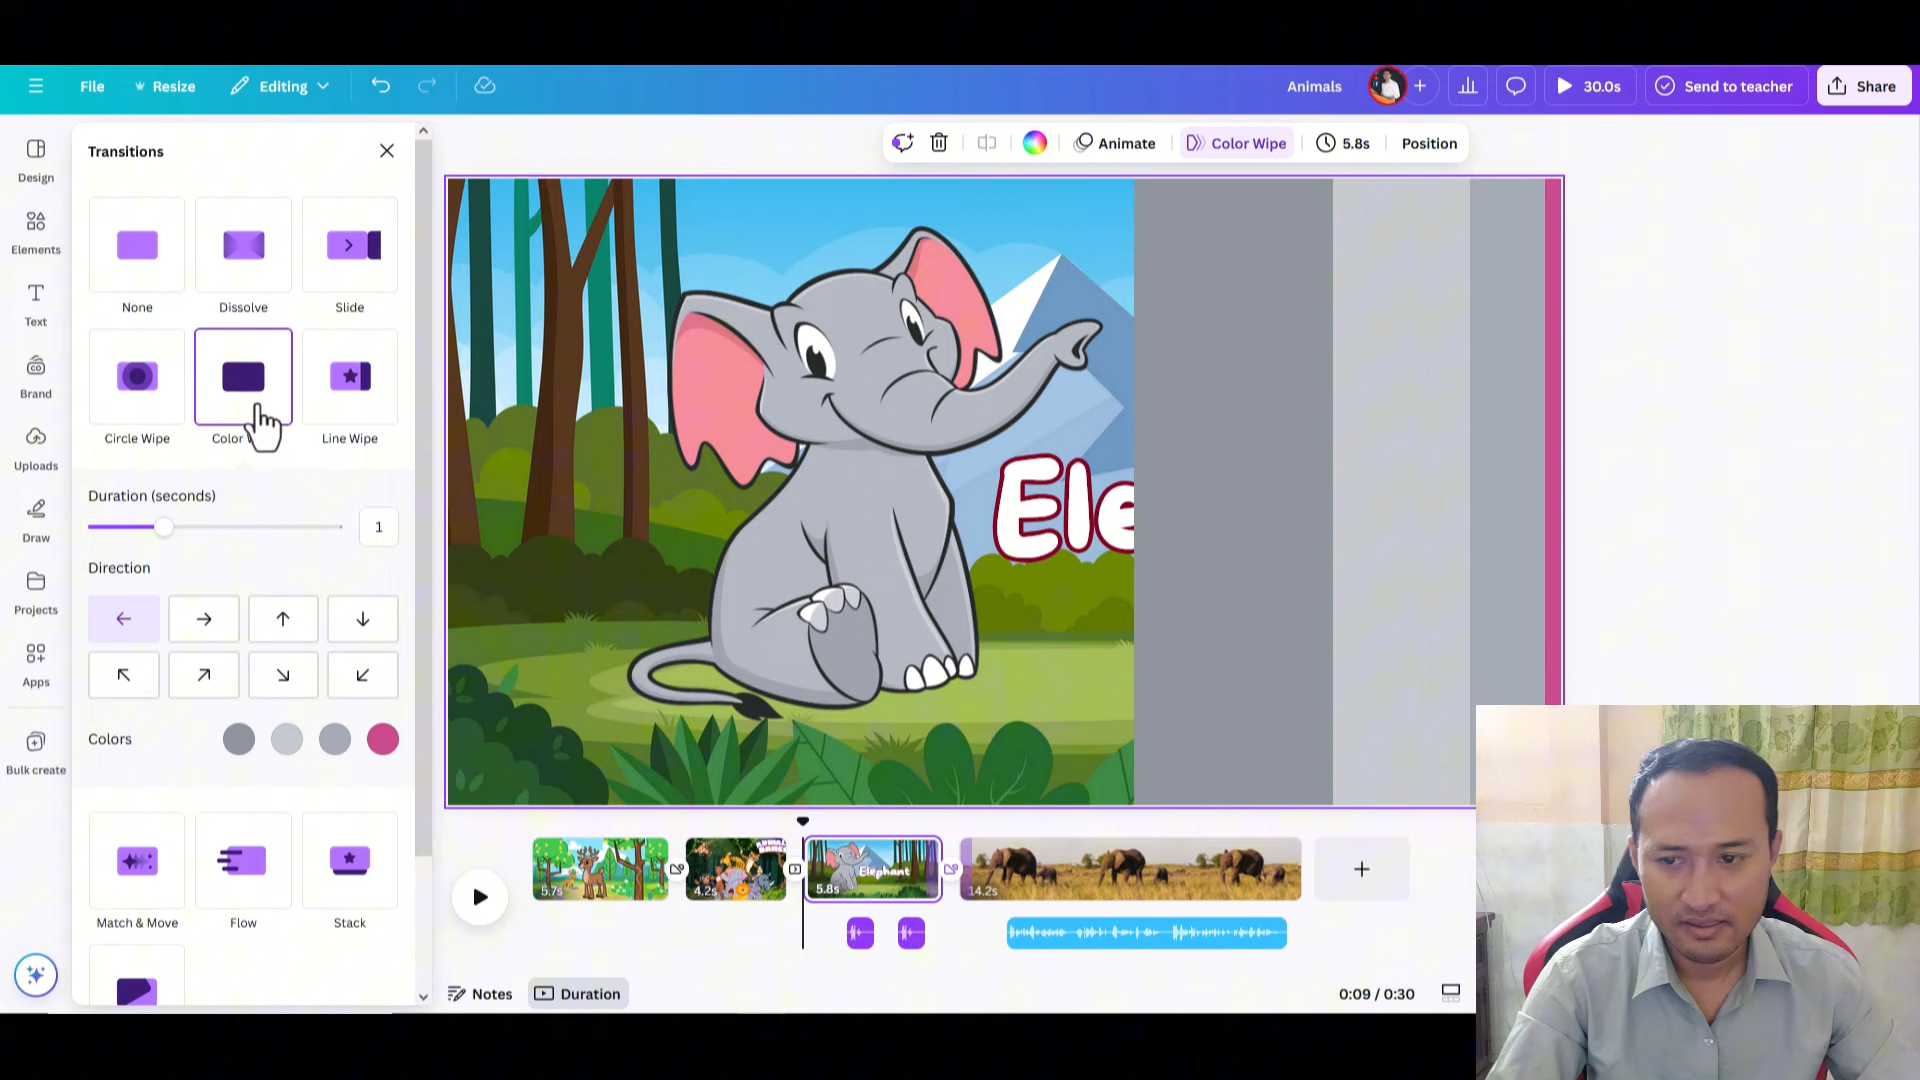 File
Resize
Editing
Animals
30.0s
Send to teacher
Share
Design
Elements
Text
Brand
Uploads
Draw
Projects
Apps
Bulk create
Transitions
None
Dissolve
Slide
Circle Wipe
Color
Line Wipe
Duration (seconds)
1
Direction
Colors
Match & Move
Flow
Stack
Animate
Color Wipe
5.8s
Position
Ele
5.7s
4.2s
5.8s
Elephant
14.2s
Notes
Duration
0:09 / 0:30